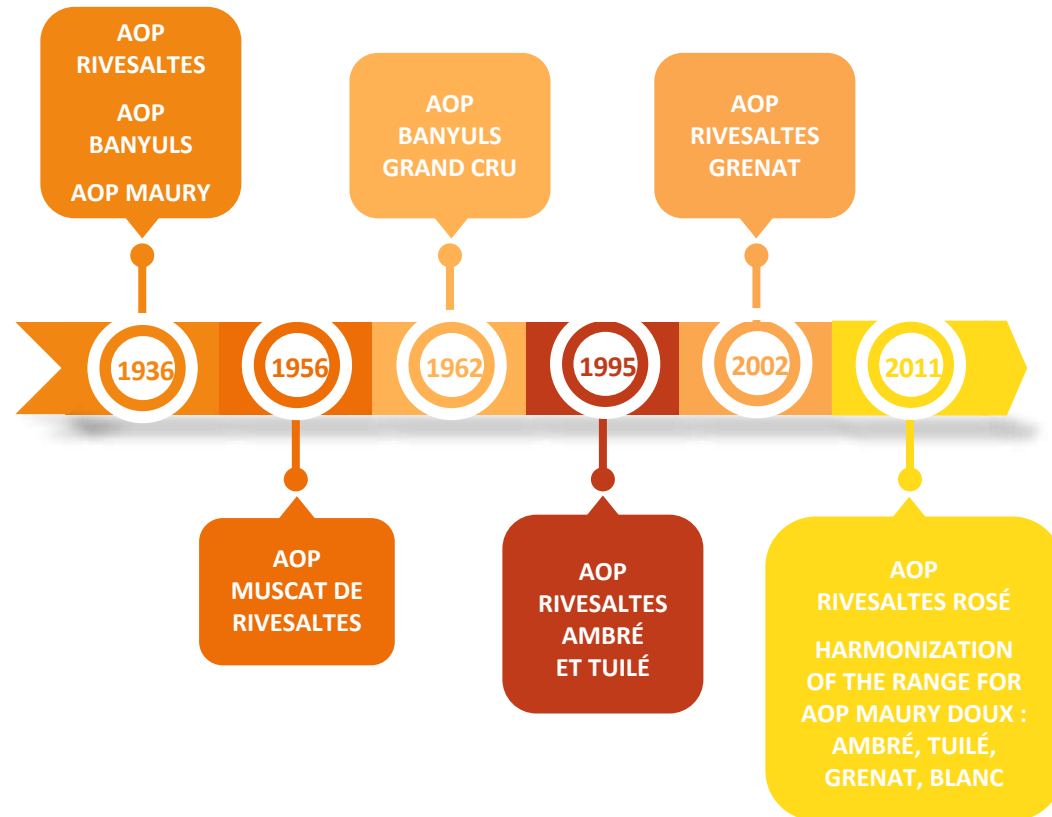 AOP
RIVESALTES
AOP
BANYULS
AOP MAURY
AOP
BANYULS
GRAND CRU
AOP
RIVESALTES
GRENAT
1936
1956
1962
1995
2002
2011
AOP
MUSCAT DE
RIVESALTES
AOP
RIVESALTES
AMBRÉ
ET TUILÉ
AOP
RIVESALTES ROSÉ
HARMONIZATION
OF THE RANGE FOR
AOP MAURY DOUX :
AMBRÉ, TUILÉ,
GRENAT, BLANC